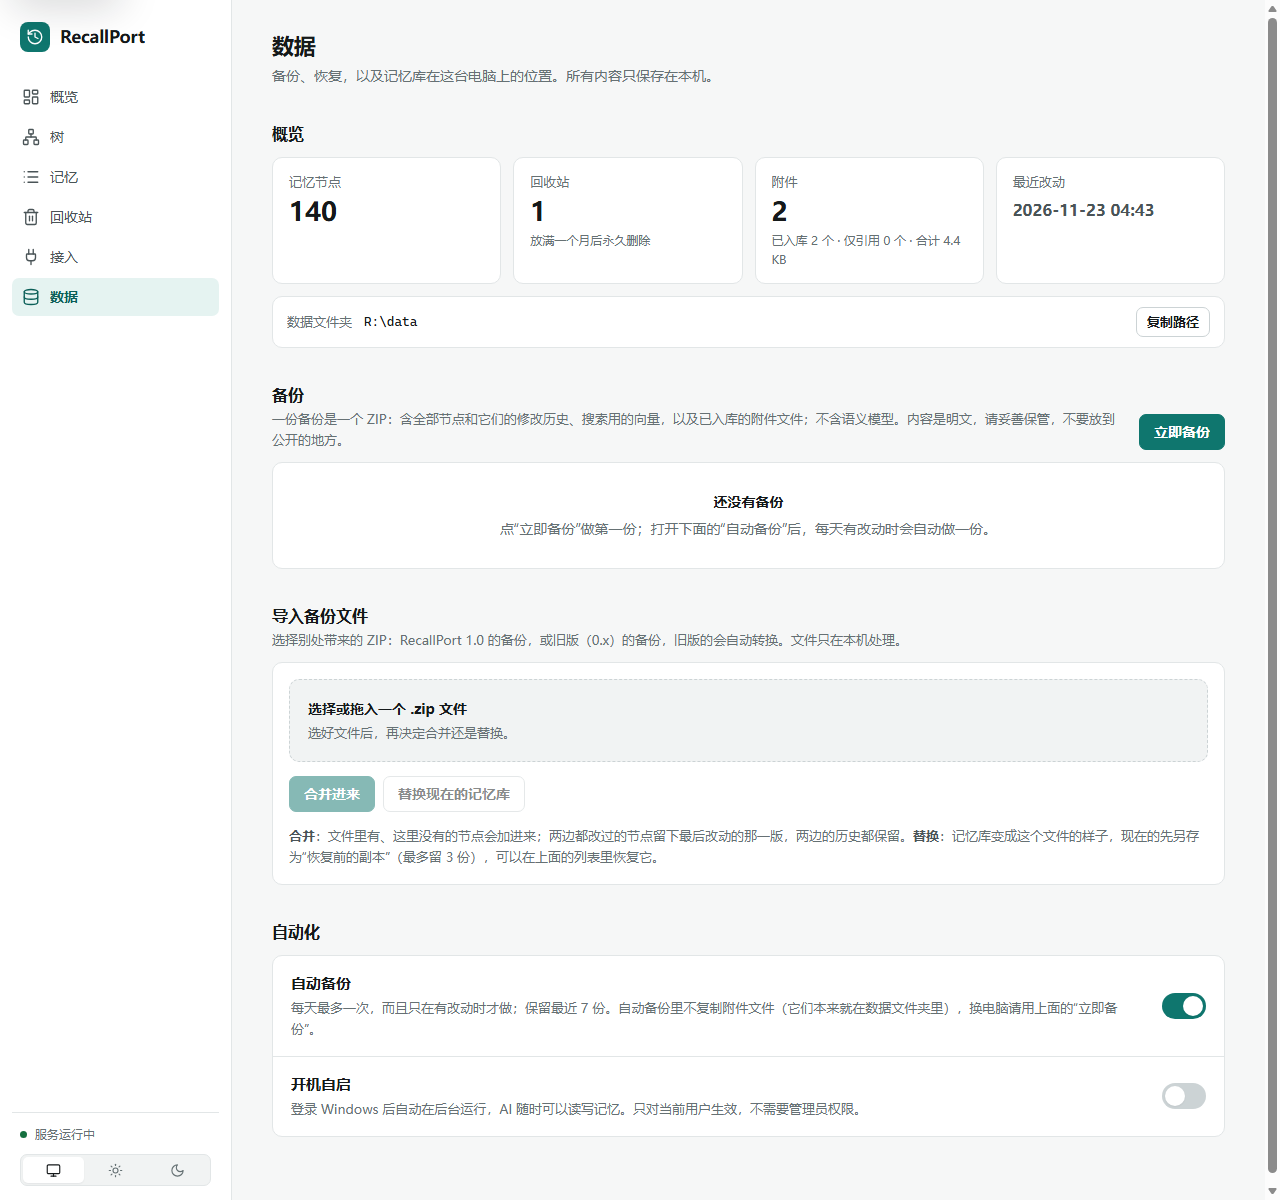 RecallPort
概览
树
记忆
回收站
接入
数据
服务运行中
数据
备份、恢复，以及记忆库在这台电脑上的位置。所有内容只保存在本机。
概览
记忆节点
140
回收站
1
放满一个月后永久删除
附件
2
已入库 2 个 · 仅引用 0 个 · 合计 4.4
KB
最近改动
2026-11-23 04:43
数据文件夹 R:\data
复制路径
备份
一份备份是一个 ZIP：含全部节点和它们的修改历史、搜索用的向量，以及已入库的附件文件；不含语义模型。内容是明文，请妥善保管，不要放到
公开的地方。
立即备份
还没有备份
点“立即备份”做第一份；打开下面的“自动备份”后，每天有改动时会自动做一份。
导入备份文件
选择别处带来的 ZIP：RecallPort 1.0 的备份，或旧版（0.x）的备份，旧版的会自动转换。文件只在本机处理。
选择或拖入一个 .zip 文件
选好文件后，再决定合并还是替换。
合并进来
替换现在的记忆库
合并：文件里有、这里没有的节点会加进来；两边都改过的节点留下最后改动的那一版，两边的历史都保留。替换：记忆库变成这个文件的样子，现在的先另存
为“恢复前的副本”（最多留 3 份），可以在上面的列表里恢复它。
自动化
自动备份
每天最多一次，而且只在有改动时才做；保留最近 7 份。自动备份里不复制附件文件（它们本来就在数据文件夹里），换电脑请用上面的“立即备
份”。
开机自启
登录 Windows 后自动在后台运行，AI 随时可以读写记忆。只对当前用户生效，不需要管理员权限。